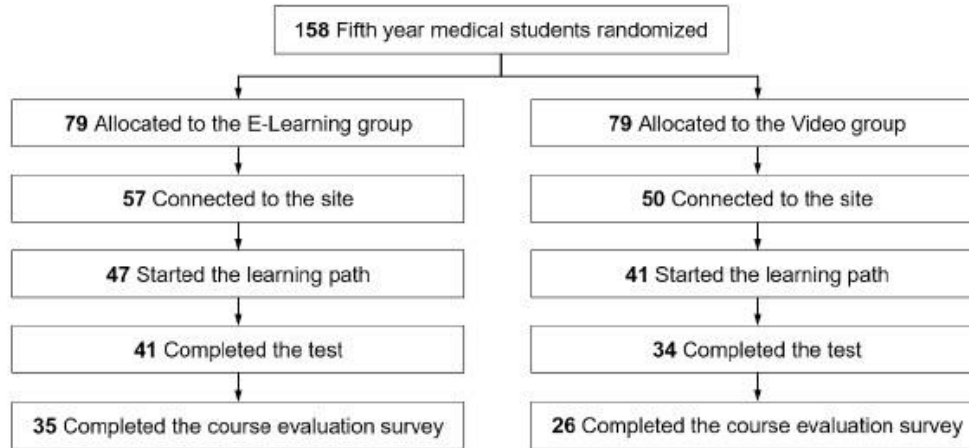 158 Fifth year medical students randomized
79 Allocated to the E-Learning group
79 Allocated to the Video group
57 Connected to the site
50 Connected to the site
47 Started the learning path
41 Started the learning path
41 Completed the test
34 Completed the test
35 Completed the course evaluation survey
26 Completed the course evaluation survey